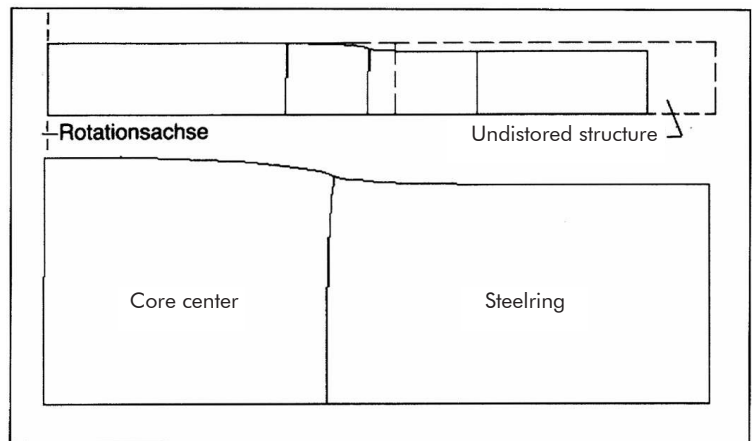 Rotationsachse
Undistored structure
Core center
Steelring